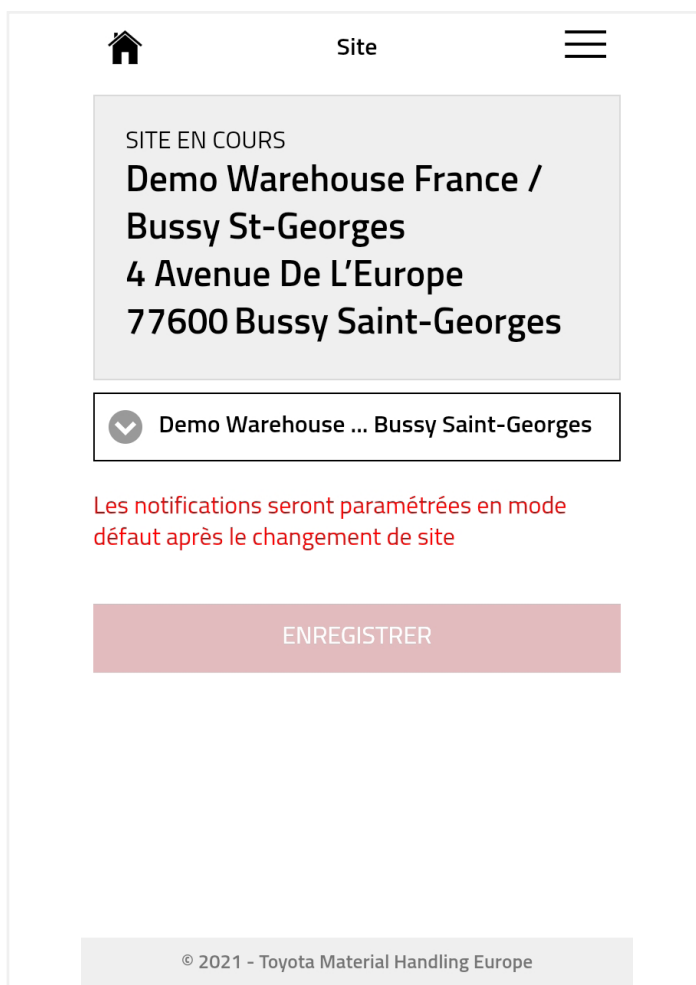 Site
SITE EN COURS
Demo Warehouse France /
Bussy St-Georges
4 Avenue De L’Europe
77600 Bussy Saint-Georges
Demo Warehouse ... Bussy Saint-Georges
Les notifications seront paramétrées en mode
défaut après le changement de site
ENREGISTRER
© 2021 - Toyota Material Handling Europe